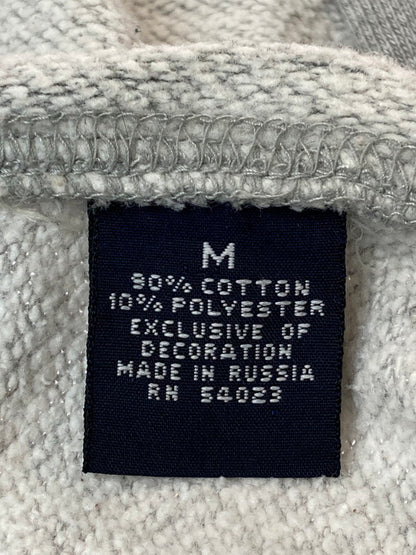 M
90% COTTON
10% POLYESTER
EXCLUSIVE OF
DECORATION
MADE IN RUSSIA
RN 54023